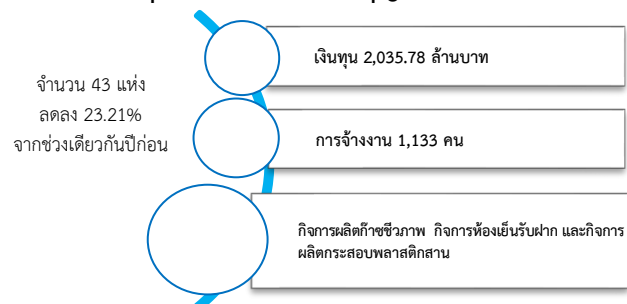 เงินทุน 2,035.78 ล้านบาท
จำนวน 43 แห่ง
ลดลง 23.21%
จากช่วงเดียวกันปีก่อน
การจ้างงาน 1,133 คน
กิจการผลิตก๊าซชีวภาพ กิจการห้องเย็นรับฝาก และกิจการ
ผลิตกระสอบพลาสติกสาน